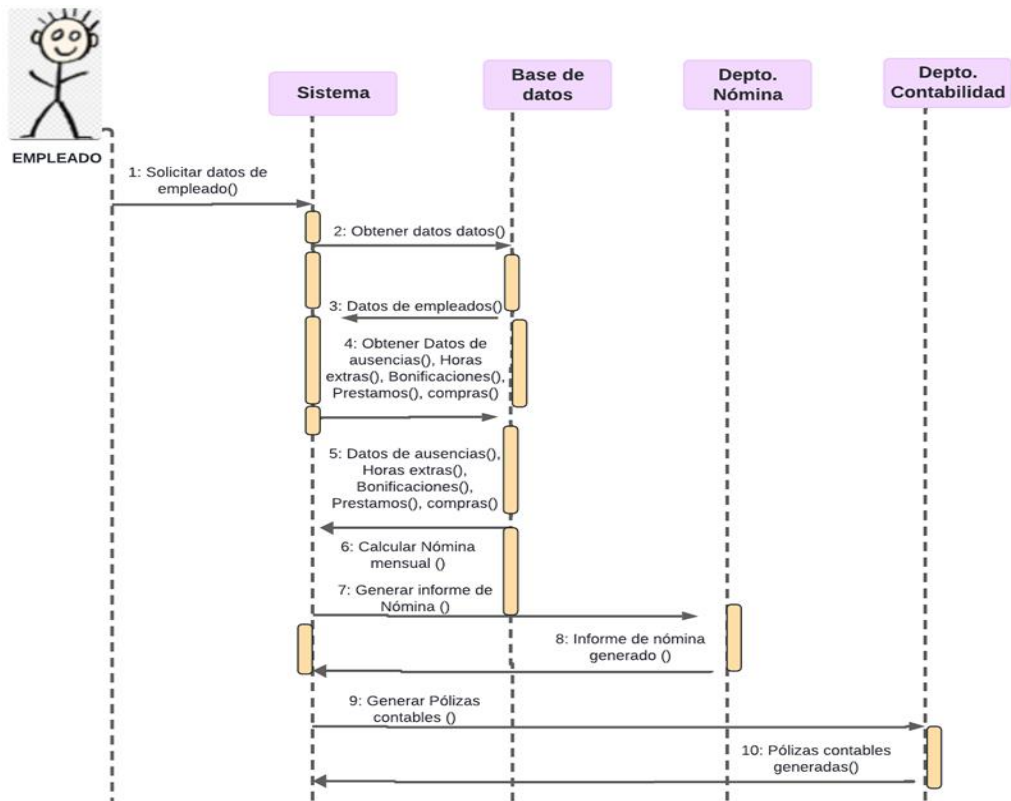 EMPLEADO
Sistema
Base de
datos
Depto.
Nómina
Depto.
Contabilidad
1: Solicitar datos de
empleado()
2: Obtener datos datos()
3: Datos de empleados()
4: Obtener Datos de
ausencias(), Horas
extras(), Bonificaciones(),
Prestamos(), compras()
5: Datos de ausencias(),
Horas extras(),
Bonificaciones(),
Prestamos(), compras()
6: Calcular Nómina
mensual ()
7: Generar informe de
Nómina ()
8: Informe de nómina
generado ()
9: Generar Pólizas
contables ()
10: Pólizas contables
generadas()